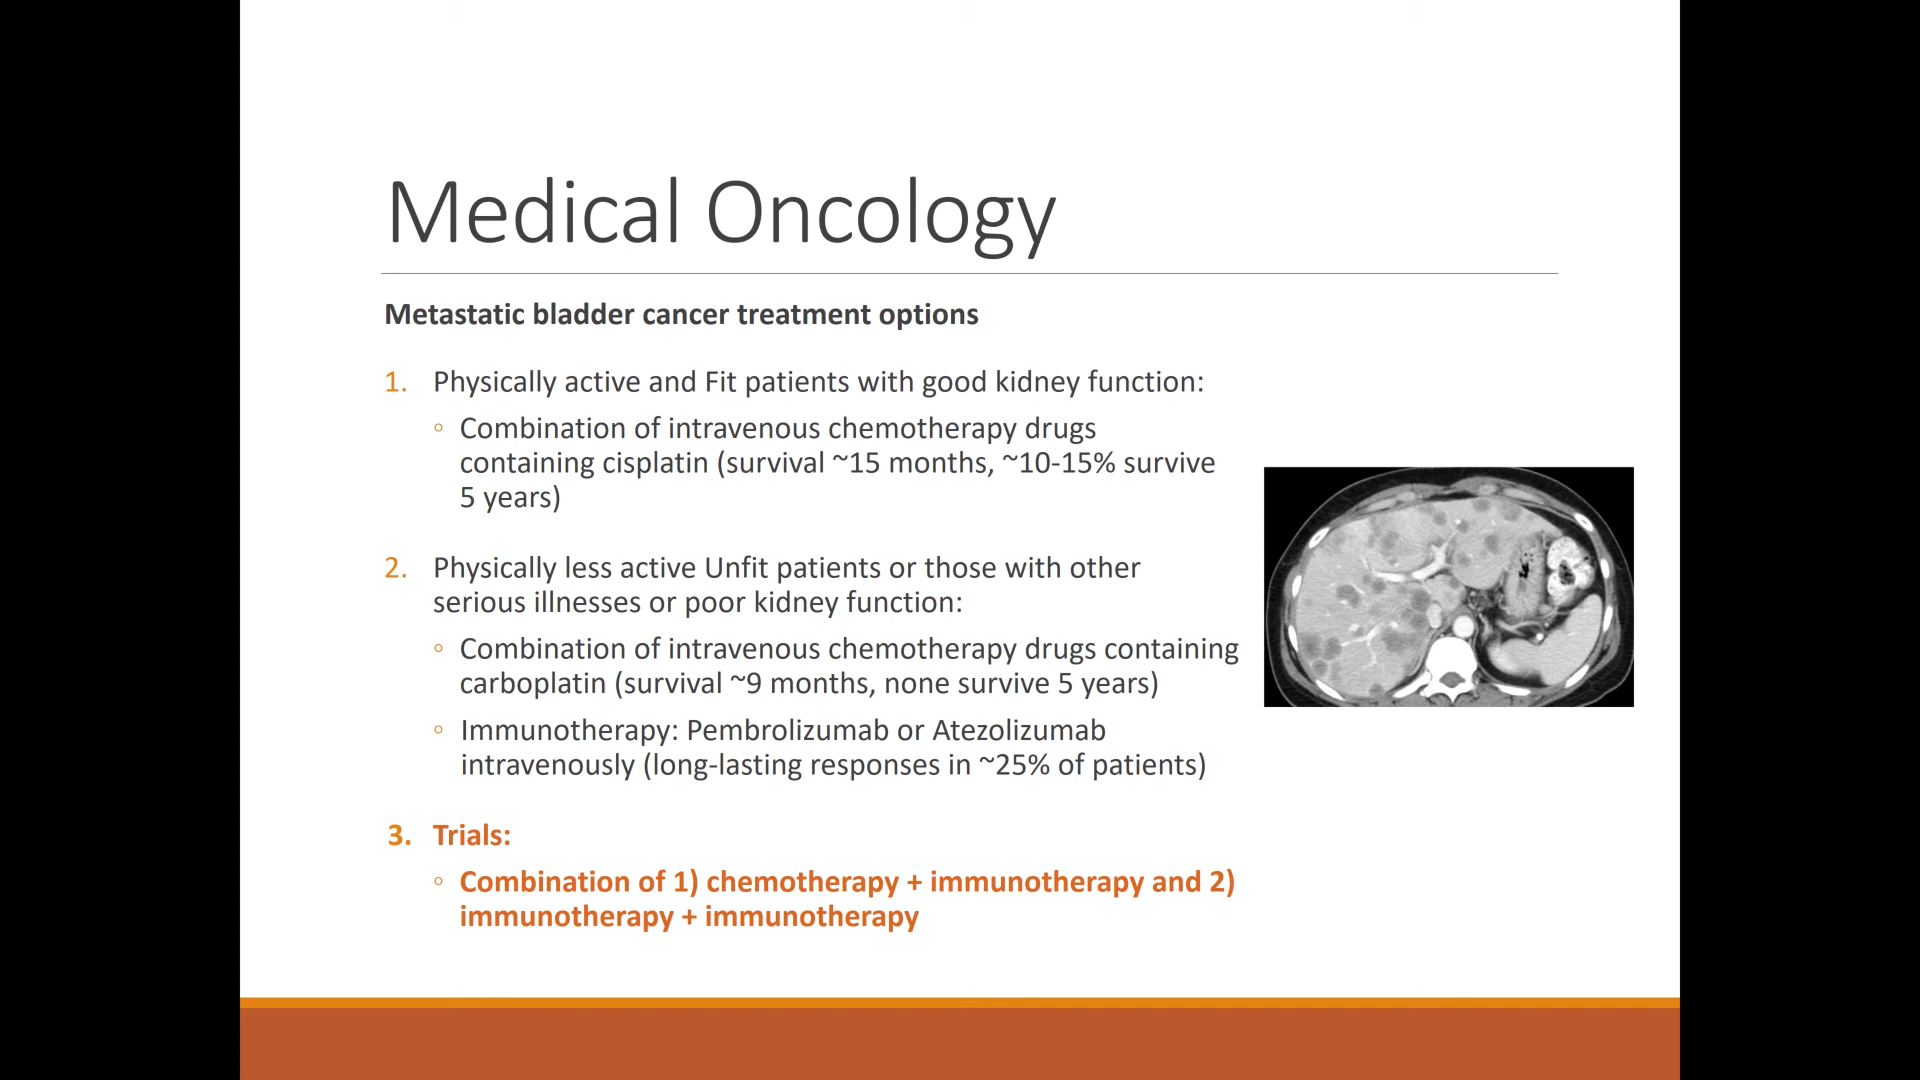 Medical Oncology
Metastatic bladder cancer treatment options
1. Physically active and Fit patients with good kidney function:
◦ Combination of intravenous chemotherapy drugs
containing cisplatin (survival ~15 months, ~10-15% survive
5 years)
2. Physically less active Unfit patients or those with other
serious illnesses or poor kidney function:
◦ Combination of intravenous chemotherapy drugs containing
carboplatin (survival ~9 months, none survive 5 years)
◦ Immunotherapy: Pembrolizumab or Atezolizumab
intravenously (long-lasting responses in ~25% of patients)
3. Trials:
◦ Combination of 1) chemotherapy + immunotherapy and 2)
immunotherapy + immunotherapy